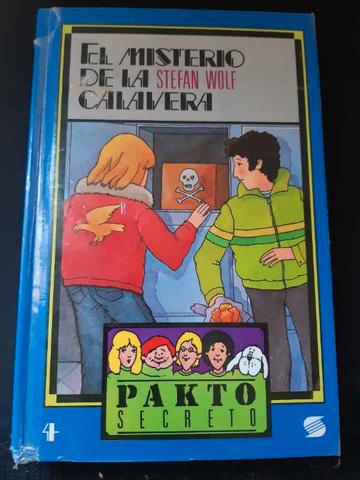 EL MISTERIO
DE LA STEFAN WOLF
CALAVERA
PAKTO
SECRETO
4